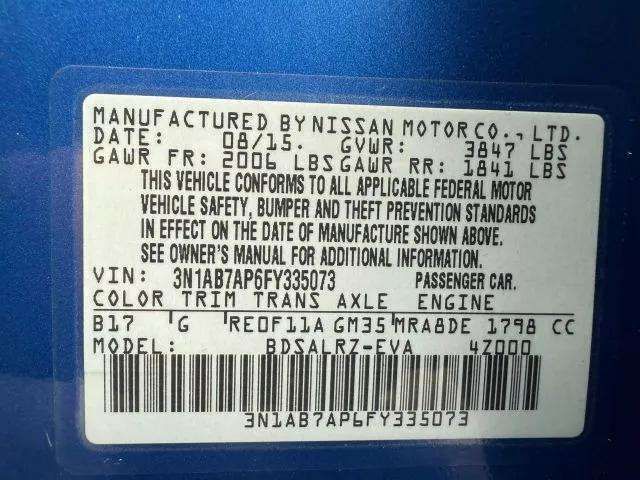 MANUFACTURED BY NISSAN MOTOR CO., LTD.
DATE: 08/15. GVWR: 3847 LBS
GAWR FR: 2006 LBS GAWR RR: 1841 LBS
THIS VEHICLE CONFORMS TO ALL APPLICABLE FEDERAL MOTOR
VEHICLE SAFETY, BUMPER AND THEFT PREVENTION STANDARDS
IN EFFECT ON THE DATE OF MANUFACTURE SHOWN ABOVE.
SEE OWNER'S MANUAL FOR ADDITIONAL INFORMATION.
VIN: 3N1AB7AP6FY335073 PASSENGER CAR.
COLOR TRIM TRANS AXLE ENGINE
B17 G RE0F11A GM35 MRA8DE 1798 CC
MODEL: BDSALRZ-EVA 4Z000
3N1AB7AP6FY335073